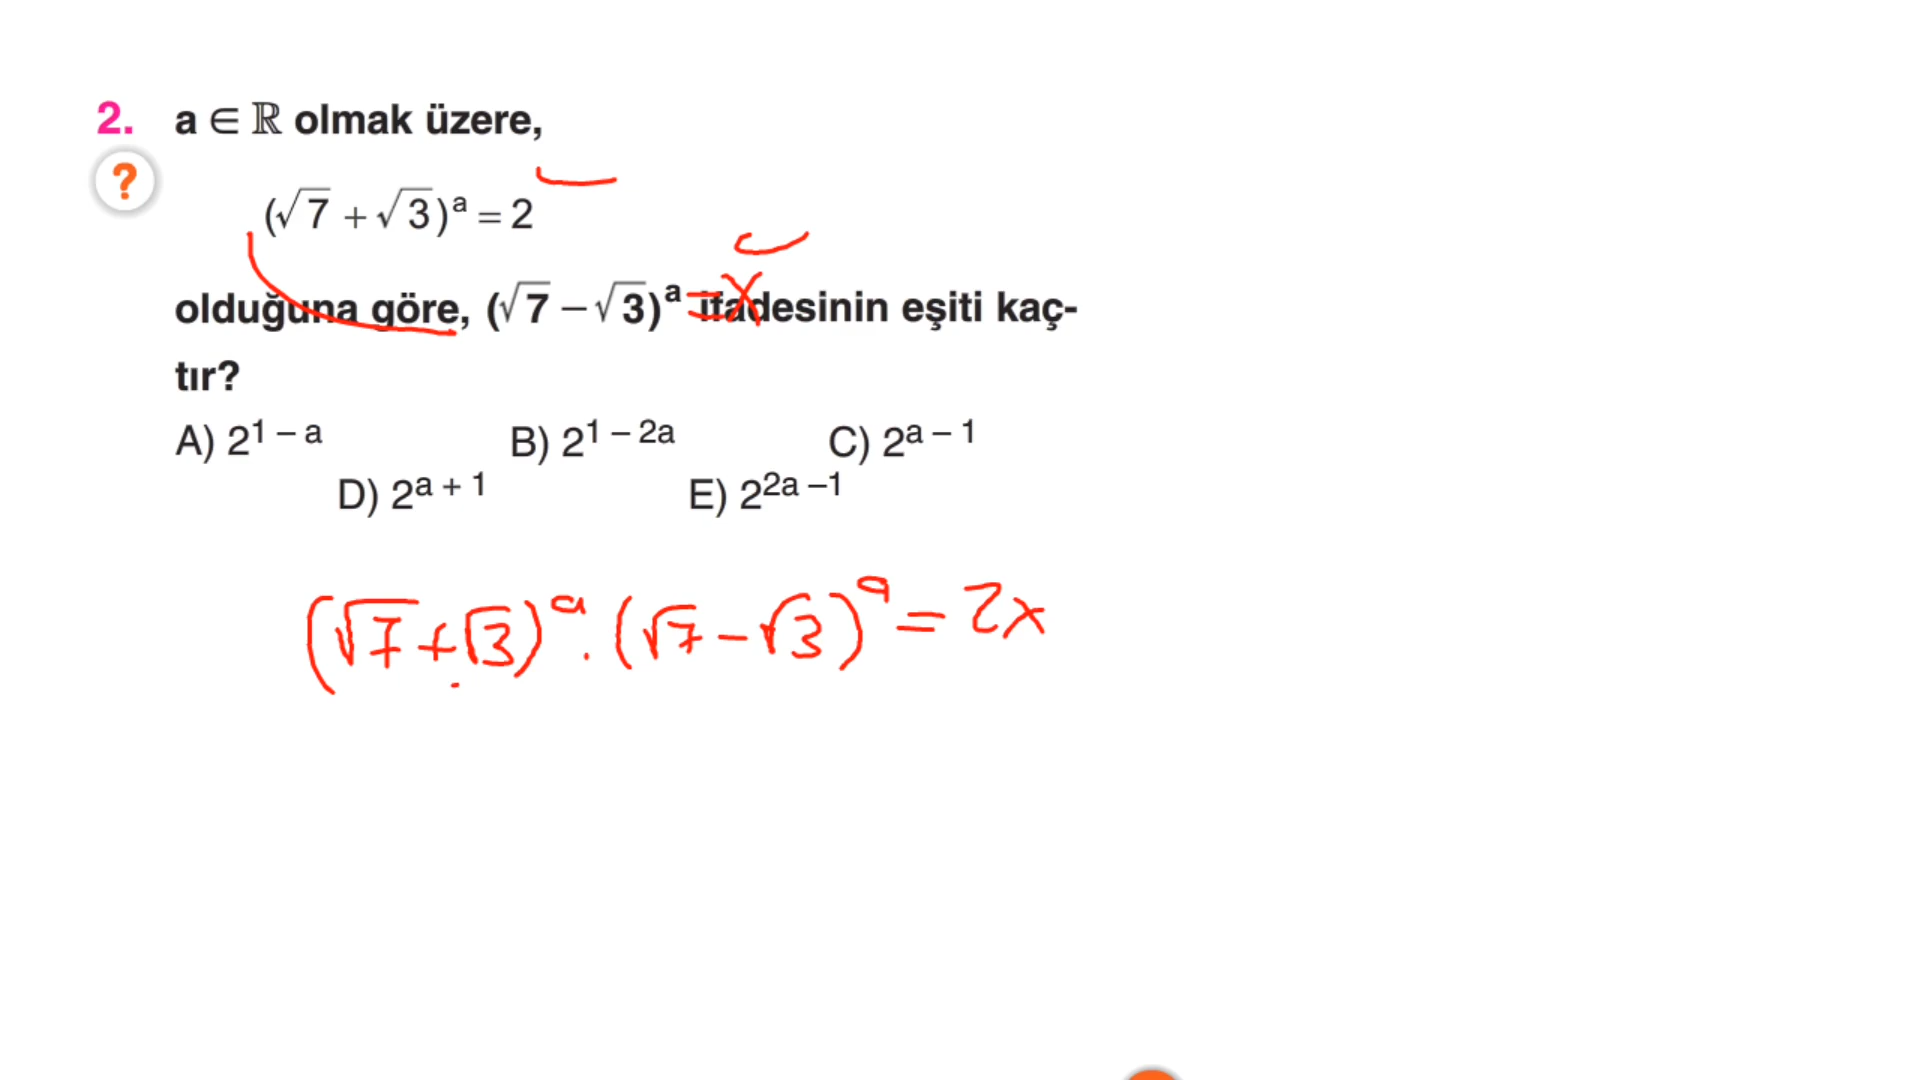 2. a ∈ ℝ olmak üzere,
?
(√7 + √3)ᵃ = 2
olduğuna göre, (√7 – √3)ᵃ =x ifadesinin eşiti kaç-
tır?
A) 2¹⁻ᵃ B) 2¹⁻²ᵃ C) 2ᵃ⁻¹
D) 2ᵃ⁺¹ E) 2²ᵃ⁻¹
(√7+√3)ᵃ . (√7-√3)ᵃ = 2x